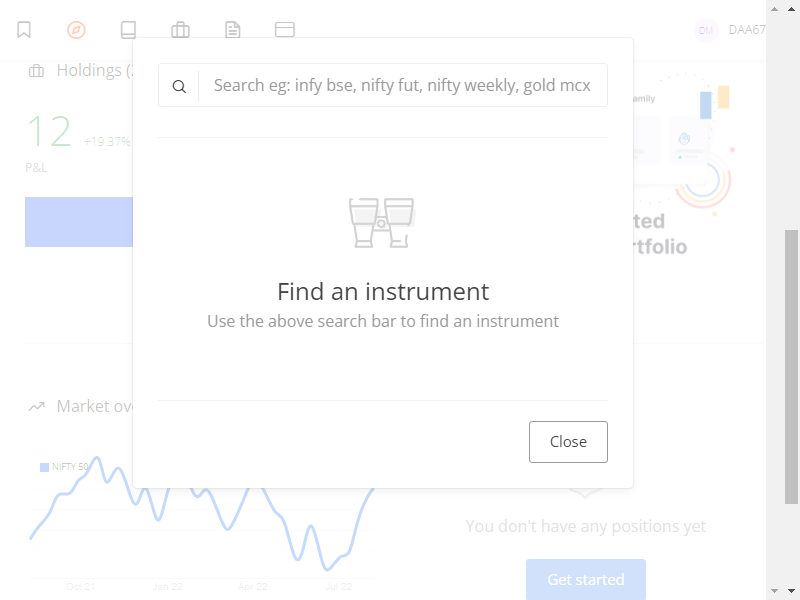 DM DAA67
Holdings (
12 +19.37%
P&L
Search eg: infy bse, nifty fut, nifty weekly, gold mcx
Find an instrument
Use the above search bar to find an instrument
Close
Market ov
NIFTY 50
Oct 21 Jan 22 Apr 22 Jul 22
amily
ted
rtfolio
You don't have any positions yet
Get started